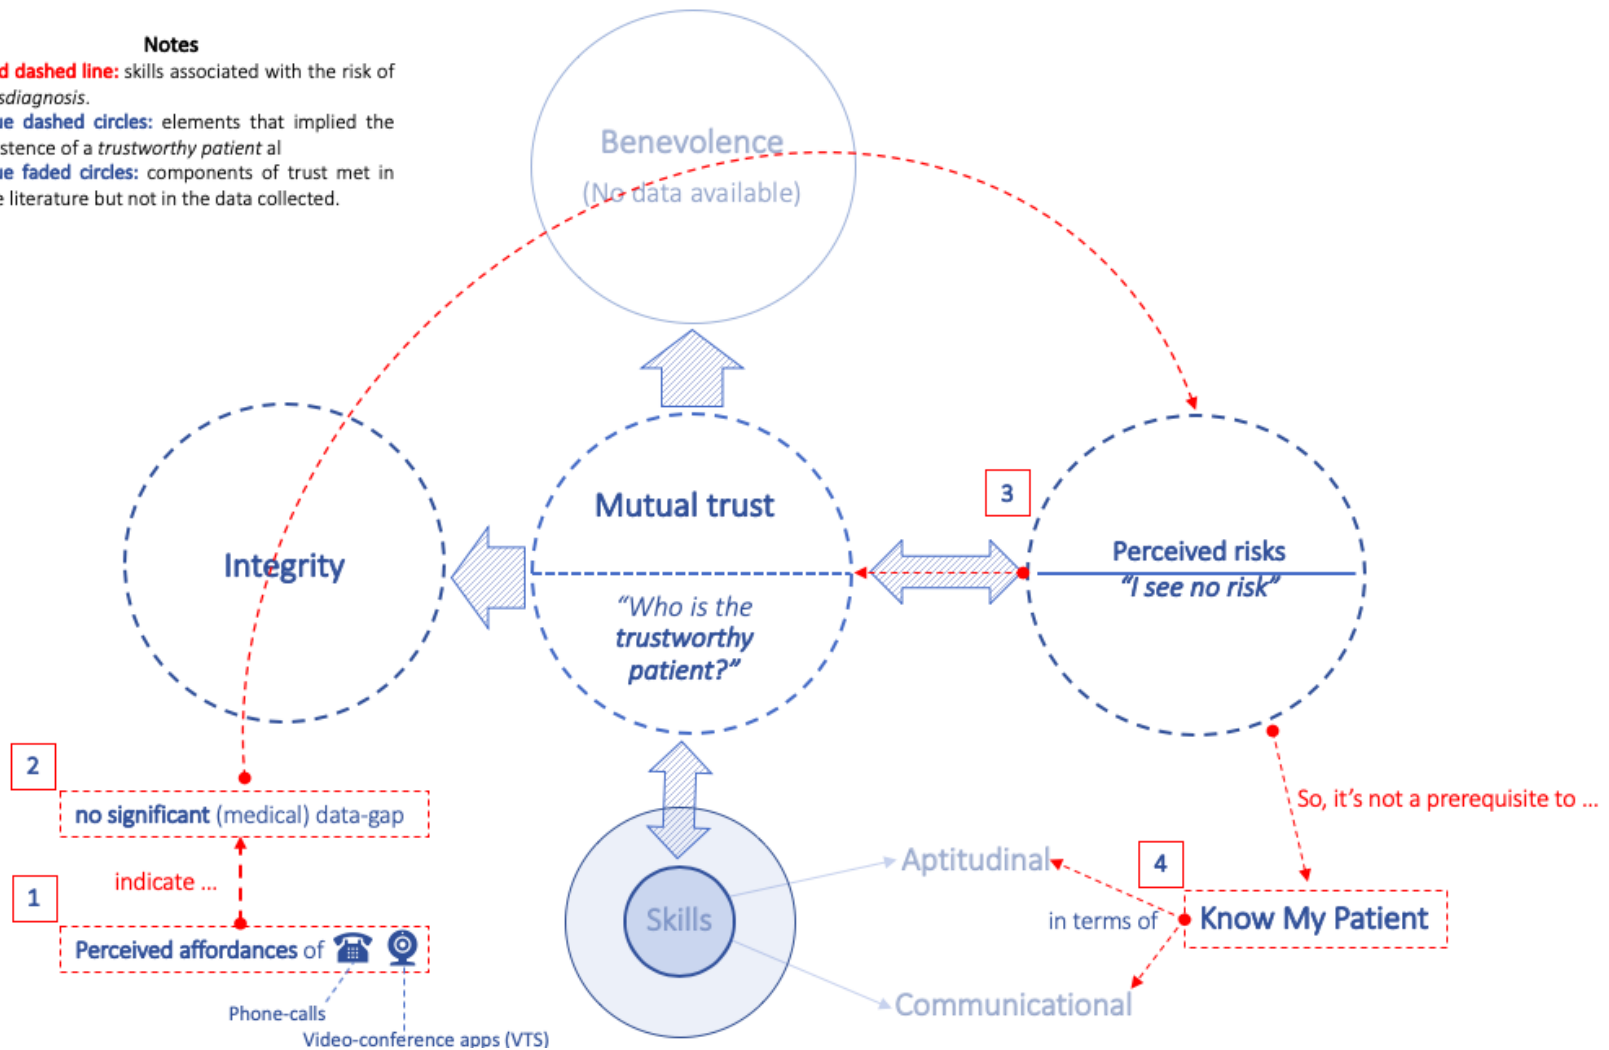 Notes
d dashed line: skills associated with the risk of
sdiagnosis.
ue dashed circles: elements that implied the
stence of a trustworthy patient al
ue faded circles: components of trust met in
e literature but not in the data collected.
Benevolence
(No data available)
Mutual trust
"Who is the
trustworthy
patient?"
Integrity
3
Perceived risks
"I see no risk"
2
no significant (medical) data-gap
indicate ...
1
Perceived affordances of
Phone-calls
Video-conference apps (VTS)
Skills
Aptitudinal
Communicational
4
in terms of
Know My Patient
So, it's not a prerequisite to ...